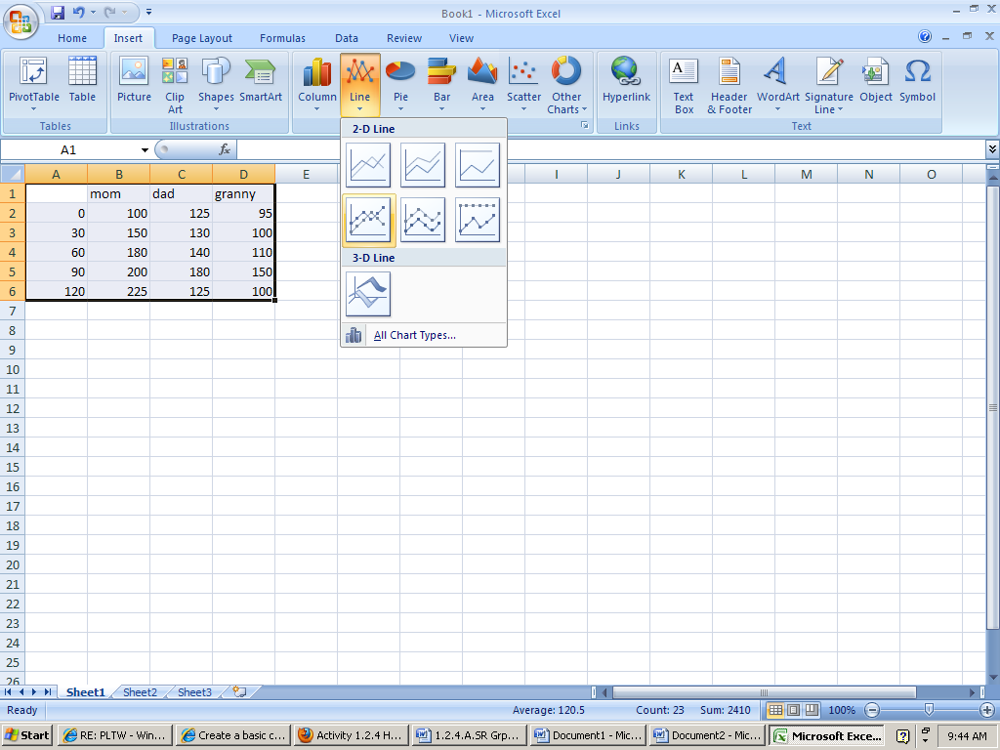 Book1 - Microsoft Excel
Home Insert Page Layout Formulas Data Review View
PivotTable Table Picture Clip Art Shapes SmartArt Column Line Pie Bar Area Scatter Other Charts Hyperlink Text Box Header & Footer WordArt Signature Line Object Symbol
Tables Illustrations Links Text
A1 fx
2-D Line
3-D Line
All Chart Types...
A B C D E I J K L M N O
1 mom dad granny
2 0 100 125 95
3 30 150 130 100
4 60 180 140 110
5 90 200 180 150
6 120 225 125 100
7
8
9
10
11
12
13
14
15
16
17
18
19
20
21
22
23
24
25
26
Sheet1 Sheet2 Sheet3
Ready Average: 120.5 Count: 23 Sum: 2410 100%
Start RE: PLTW - Win... Create a basic c... Activity 1.2.4 H... 1.2.4.A.SR Grp... Document1 - Mic... Document2 - Mic... Microsoft Exce... 9:44 AM